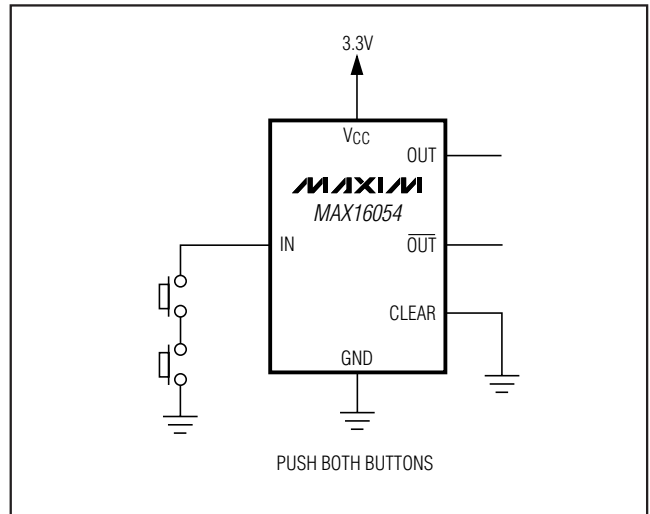 3.3V
VCC
OUT
MAXIM
MAX16054
IN
OUT
CLEAR
GND
PUSH BOTH BUTTONS